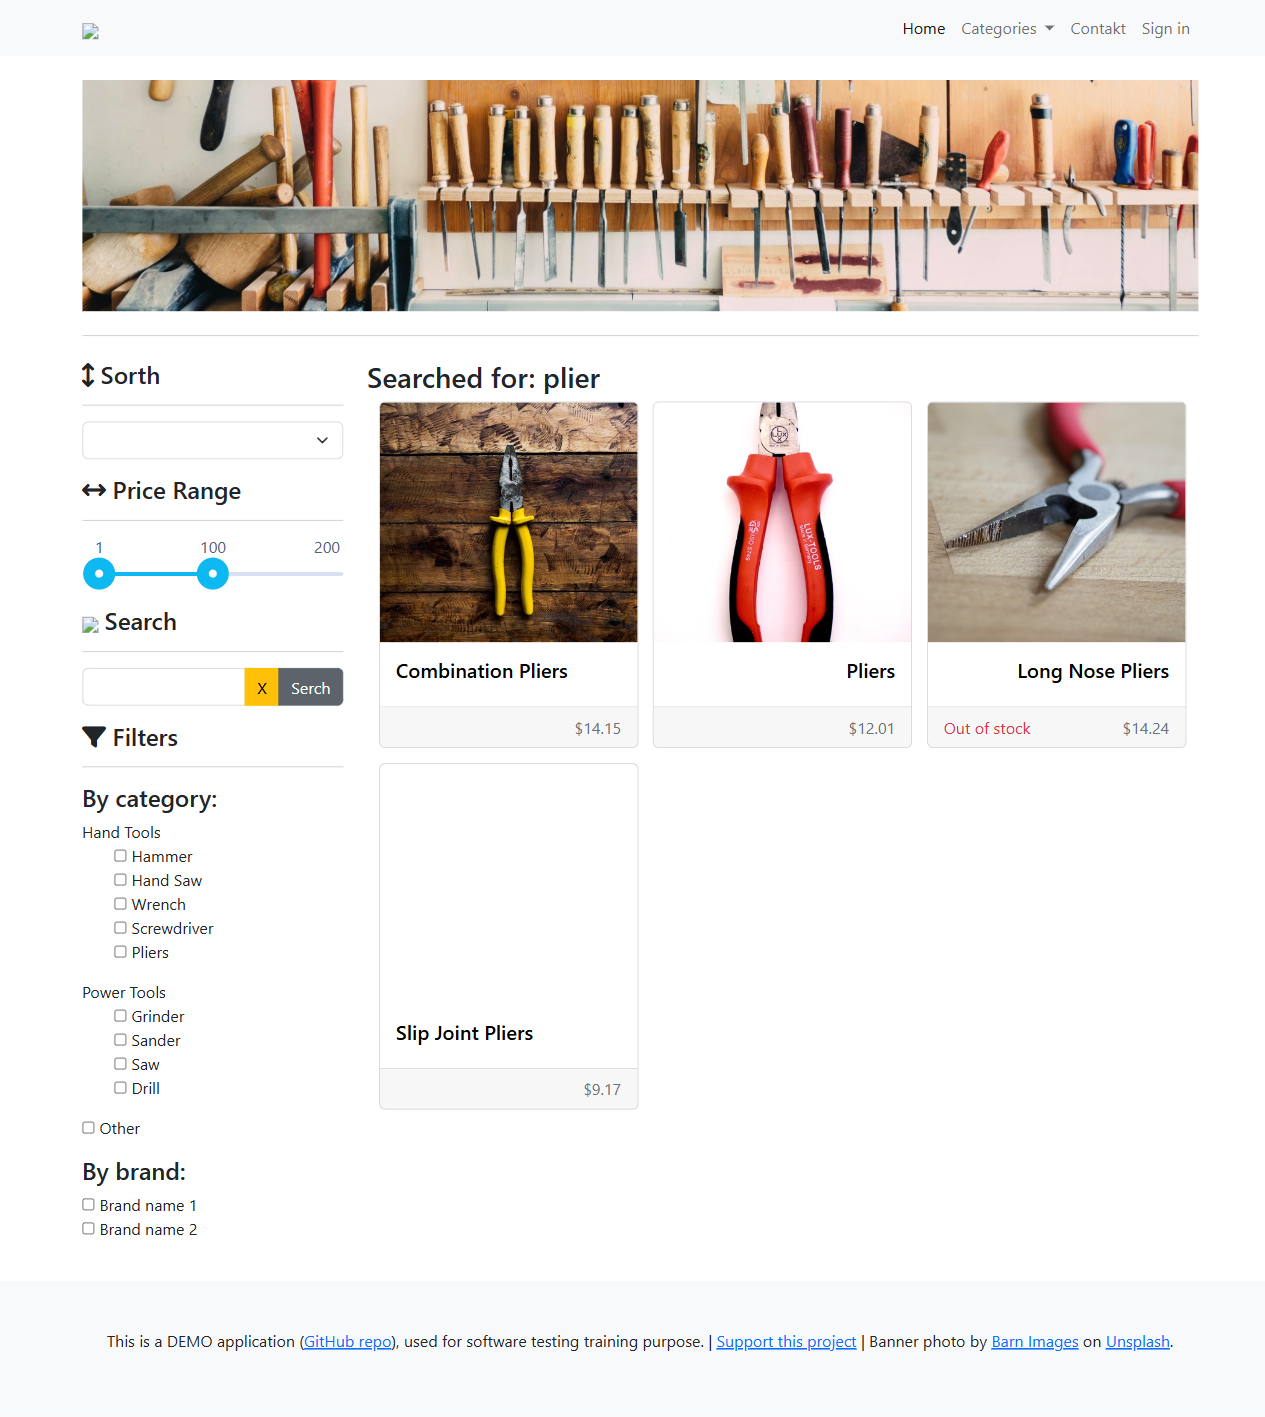 Home Categories Contakt Sign in
Sorth
Price Range
1 100 200
Search
X Serch
Filters
By category:
Hand Tools
Hammer
Hand Saw
Wrench
Screwdriver
Pliers
Power Tools
Grinder
Sander
Saw
Drill
Other
By brand:
Brand name 1
Brand name 2
Searched for: plier
Combination Pliers
$14.15
LUX
LUX-TOOLS
Pliers
$12.01
Long Nose Pliers
Out of stock $14.24
Slip Joint Pliers
$9.17
This is a DEMO application (GitHub repo), used for software testing training purpose. | Support this project | Banner photo by Barn Images on Unsplash.